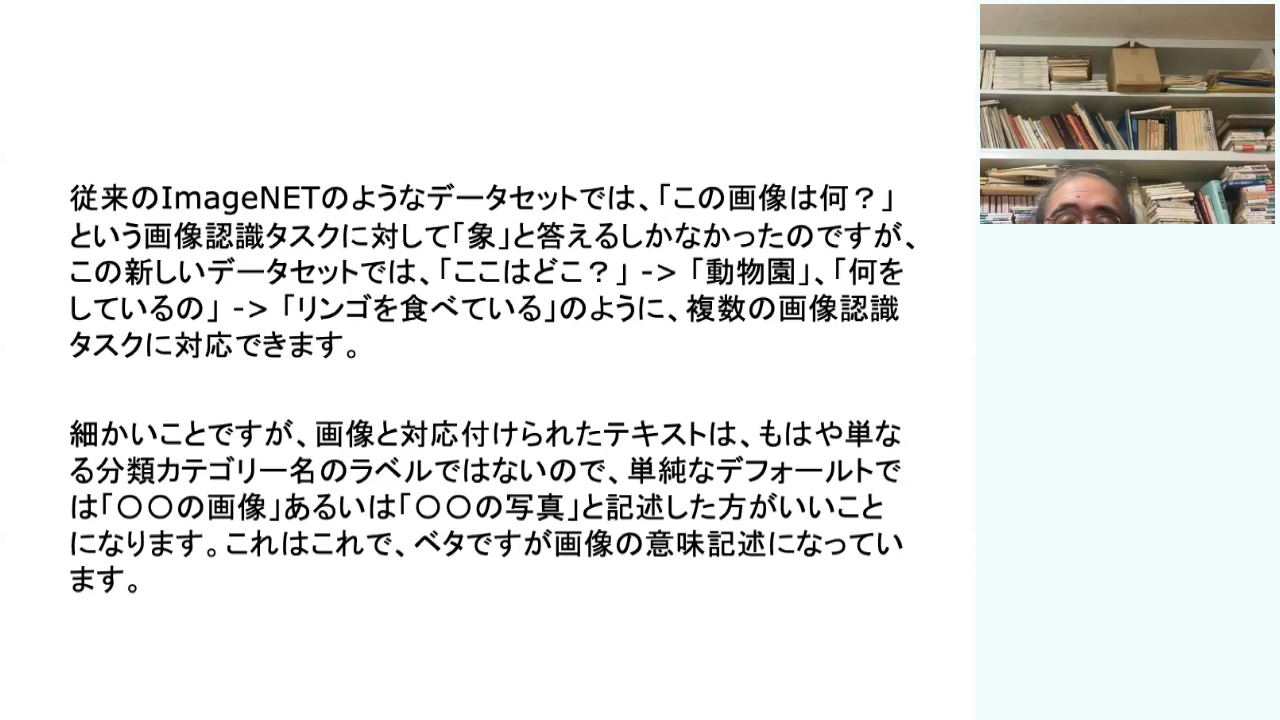 従来のImageNETのようなデータセットでは、「この画像は何？」
という画像認識タスクに対して「象」と答えるしかなかったのですが、
この新しいデータセットでは、「ここはどこ？」 -> 「動物園」、「何を
しているの」 -> 「リンゴを食べている」のように、複数の画像認識
タスクに対応できます。
細かいことですが、画像と対応付けられたテキストは、もはや単な
る分類カテゴリー名のラベルではないので、単純なデフォールトで
は「〇〇の画像」あるいは「〇〇の写真」と記述した方がいいこと
になります。これはこれで、ベタですが画像の意味記述になってい
ます。